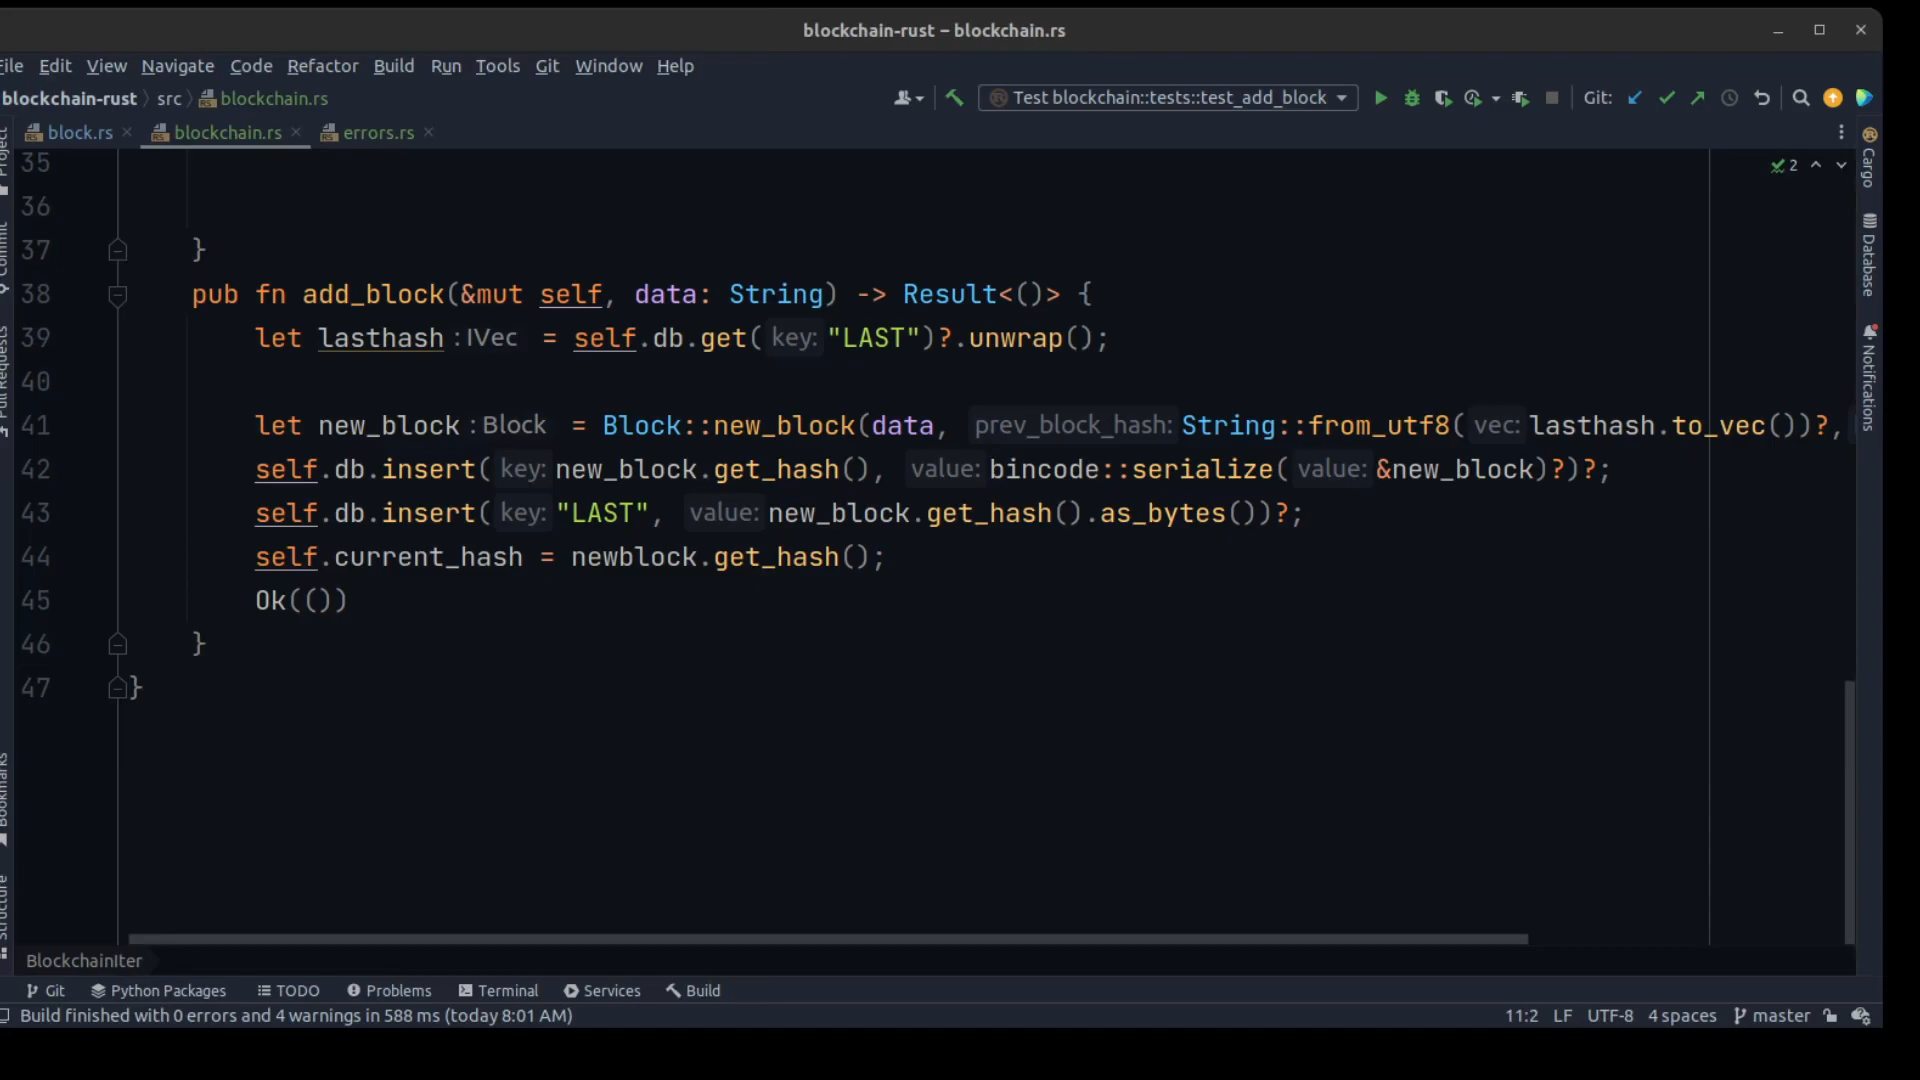 blockchain-rust – blockchain.rs
File Edit View Navigate Code Refactor Build Run Tools Git Window Help
blockchain-rust src blockchain.rs Test blockchain::tests::test_add_block Git:
block.rs blockchain.rs errors.rs
Project
Commit
Pull Requests
Bookmarks
Structure
35
36
37 }
38 pub fn add_block(&mut self, data: String) -> Result<()> {
39 let lasthash : IVec = self.db.get( key: "LAST")?.unwrap();
40
41 let new_block : Block = Block::new_block(data, prev_block_hash: String::from_utf8( vec: lasthash.to_vec())?,
42 self.db.insert( key: new_block.get_hash(), value: bincode::serialize( value: &new_block)?)?;
43 self.db.insert( key: "LAST", value: new_block.get_hash().as_bytes())?;
44 self.current_hash = newblock.get_hash();
45 Ok(())
46 }
47 }
2
Cargo
Database
Notifications
BlockchainIter
Git Python Packages TODO Problems Terminal Services Build
Build finished with 0 errors and 4 warnings in 588 ms (today 8:01 AM) 11:2 LF UTF-8 4 spaces master